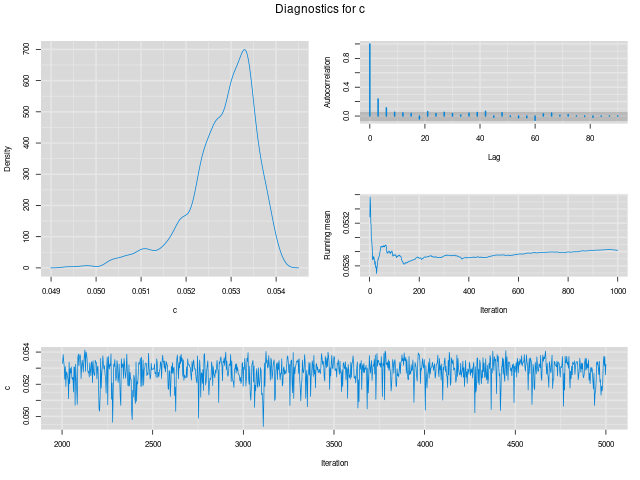 Diagnostics for c
Density
0 100 200 300 400 500 600 700
0.049 0.050 0.051 0.052 0.053 0.054
c
Autocorrelation
0.0 0.4 0.8
0 20 40 60 80
Lag
Running mean
0.0526 0.0532
0 200 400 600 800 1000
Iteration
c
0.050 0.052 0.054
2000 2500 3000 3500 4000 4500 5000
Iteration